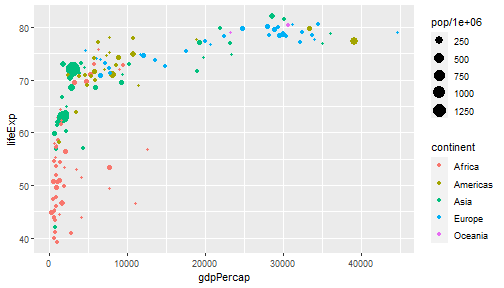 80
70
60
50
40
lifeExp
0
10000
20000
30000
40000
gdpPercap
pop/1e+06
250
500
750
1000
1250
continent
Africa
Americas
Asia
Europe
Oceania